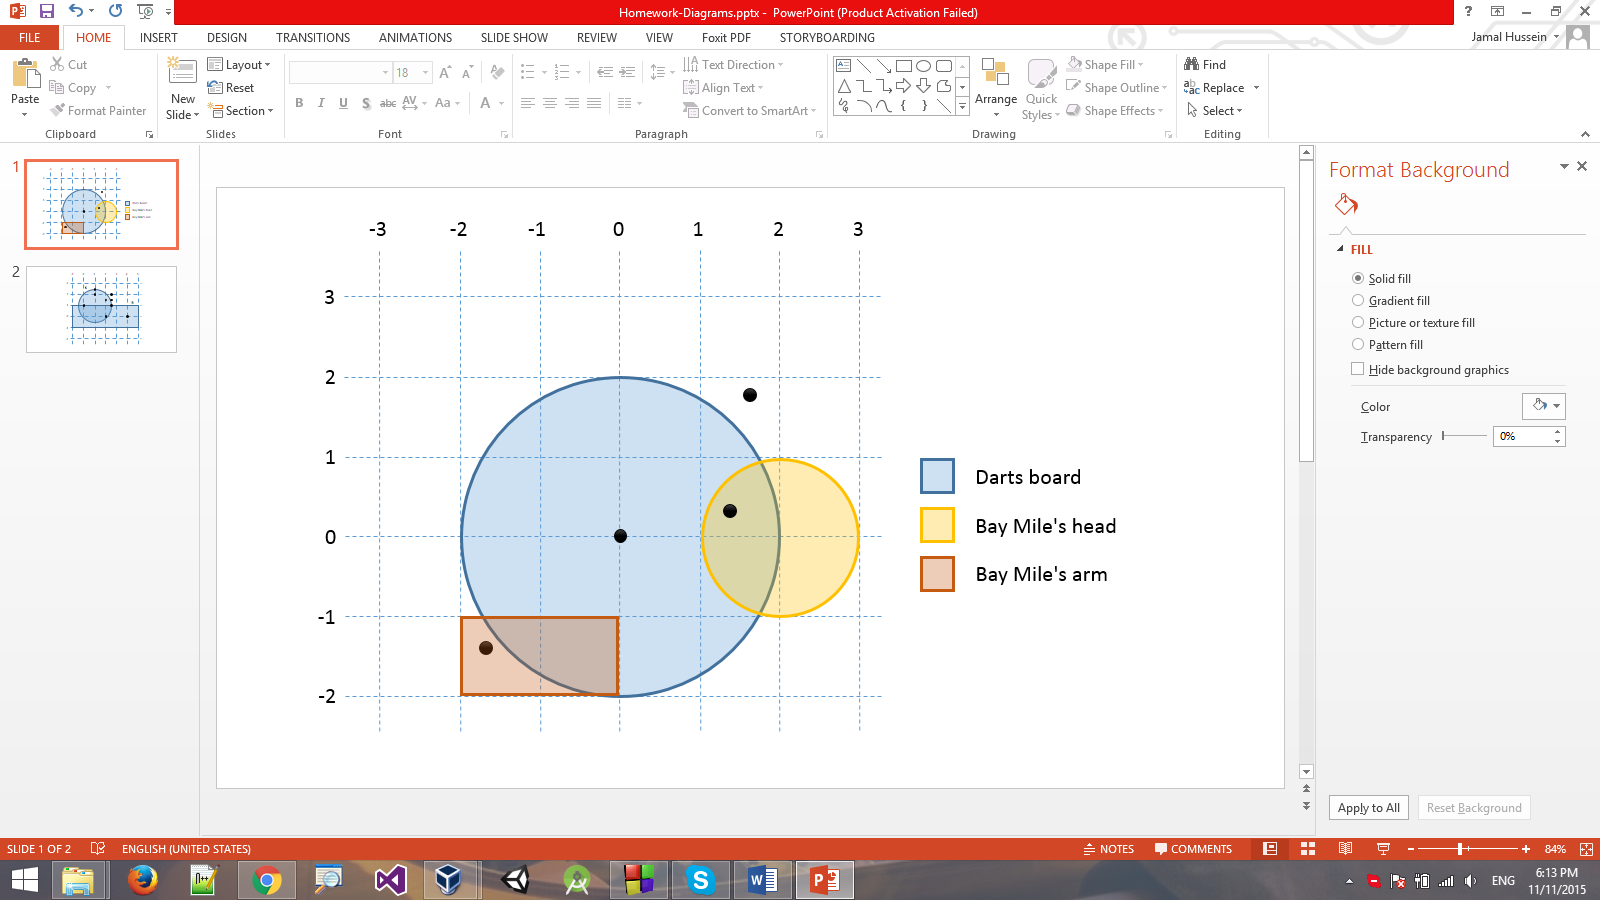 Homework-Diagrams.pptx - PowerPoint (Product Activation Failed)
?
FILE HOME INSERT DESIGN TRANSITIONS ANIMATIONS SLIDE SHOW REVIEW VIEW Foxit PDF STORYBOARDING
Jamal Hussein
Paste
Cut
Copy
Format Painter
Clipboard
New
Slide
Layout
Reset
Section
Slides
18
B I U S abc AV Aa A
Font
Text Direction
Align Text
Convert to SmartArt
Paragraph
Arrange
Quick
Styles
Shape Fill
Shape Outline
Shape Effects
Drawing
Find
Replace
Select
Editing
1
2
-3 -2 -1 0 1 2 3
3
2
1
0
-1
-2
Darts board
Bay Mile's head
Bay Mile's arm
Format Background
FILL
Solid fill
Gradient fill
Picture or texture fill
Pattern fill
Hide background graphics
Color
Transparency 0%
Apply to All Reset Background
SLIDE 1 OF 2 ENGLISH (UNITED STATES) NOTES COMMENTS 84%
ENG 6:13 PM
11/11/2015